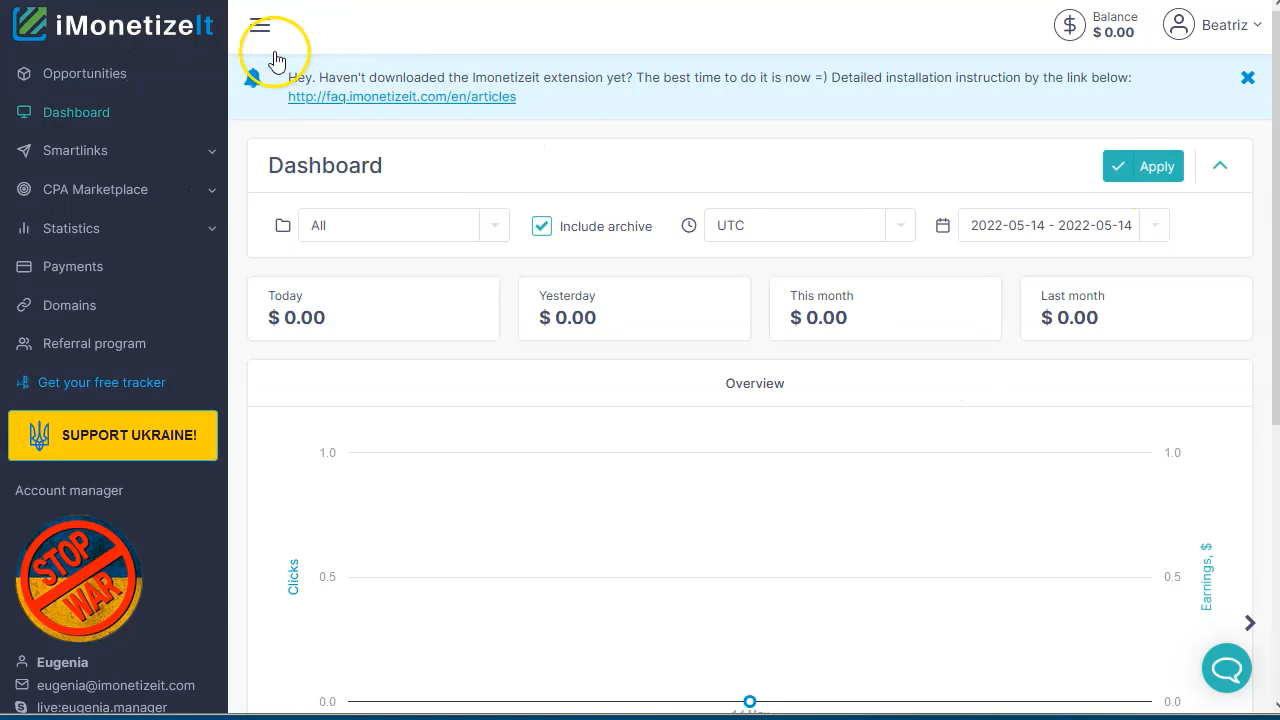 iMonetizeIt
Opportunities
Dashboard
Smartlinks
CPA Marketplace
Statistics
Payments
Domains
Referral program
Get your free tracker
SUPPORT UKRAINE!
Account manager
STOP
WAR
Eugenia
eugenia@imonetizeit.com
live:eugenia.manager
Balance
$ 0.00
Beatriz
Hey. Haven't downloaded the Imonetizeit extension yet? The best time to do it is now =) Detailed installation instruction by the link below:
http://faq.imonetizeit.com/en/articles
Dashboard
Apply
All
Include archive
UTC
2022-05-14 - 2022-05-14
Today
$ 0.00
Yesterday
$ 0.00
This month
$ 0.00
Last month
$ 0.00
Overview
1.0
1.0
Clicks
0.5
0.5
Earnings, $
0.0
0.0
14 May